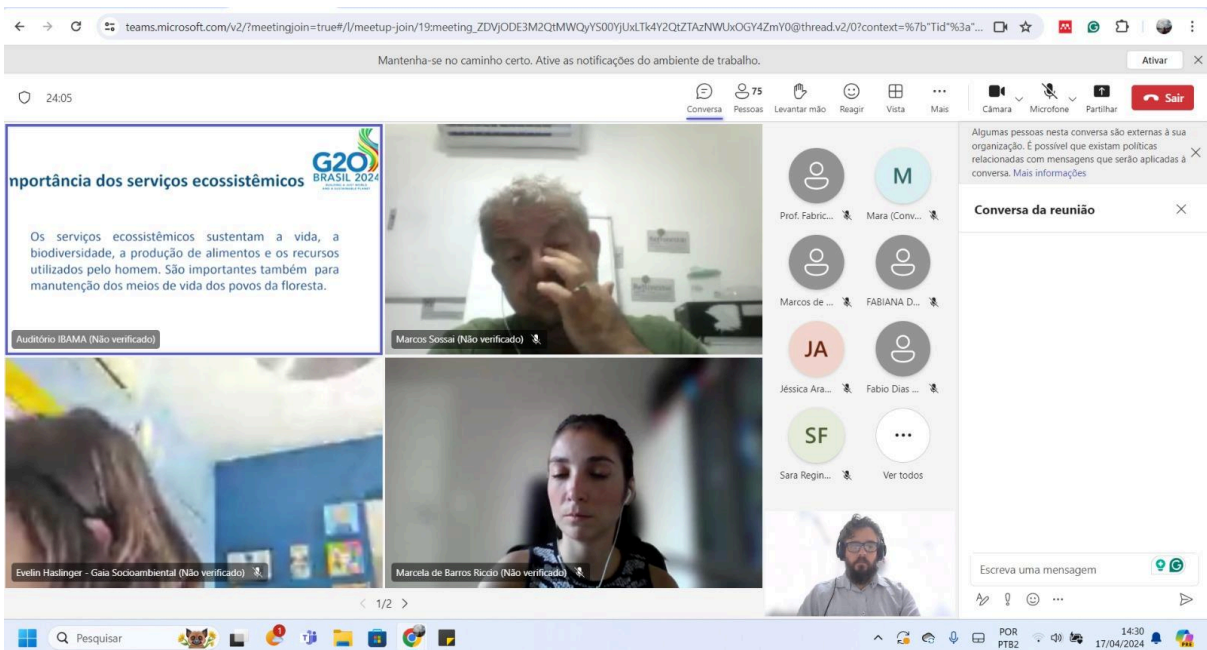 teams.microsoft.com/v2/?meetingjoin=true#/l/meetup-join/19:meeting_ZDVjODE3M2QtMWQyYS00YjUxLTk4Y2QtZTAzNWUxOGY4ZmY0@thread.v2/0?context=%7b"Tid"%3a"...
Mantenha-se no caminho certo. Ative as notificações do ambiente de trabalho.
Ativar
24:05
75
Conversa
Pessoas
Levantar mão
Reagir
Vista
Mais
Câmara
Microfone
Partilhar
Sair
nportância dos serviços ecossistêmicos
G20
BRASIL 2024
Os serviços ecossistêmicos sustentam a vida, a
biodiversidade, a produção de alimentos e os recursos
utilizados pelo homem. São importantes também para
manutenção dos meios de vida dos povos da floresta.
Auditório IBAMA (Não verificado)
Marcos Sossai (Não verificado)
Evelin Haslinger - Gaia Socioambiental (Não verificado)
Marcela de Barros Riccio (Não verificado)
1/2
Prof. Fabric...
M
Mara (Conv...
Marcos de ...
FABIANA D...
JA
Jéssica Ara...
Fabio Dias ...
SF
Sara Regin...
Ver todos
Algumas pessoas nesta conversa são externas à sua
organização. É possível que existam políticas
relacionadas com mensagens que serão aplicadas à
conversa. Mais informações
Conversa da reunião
Escreva uma mensagem
Pesquisar
POR
PTB2
14:30
17/04/2024